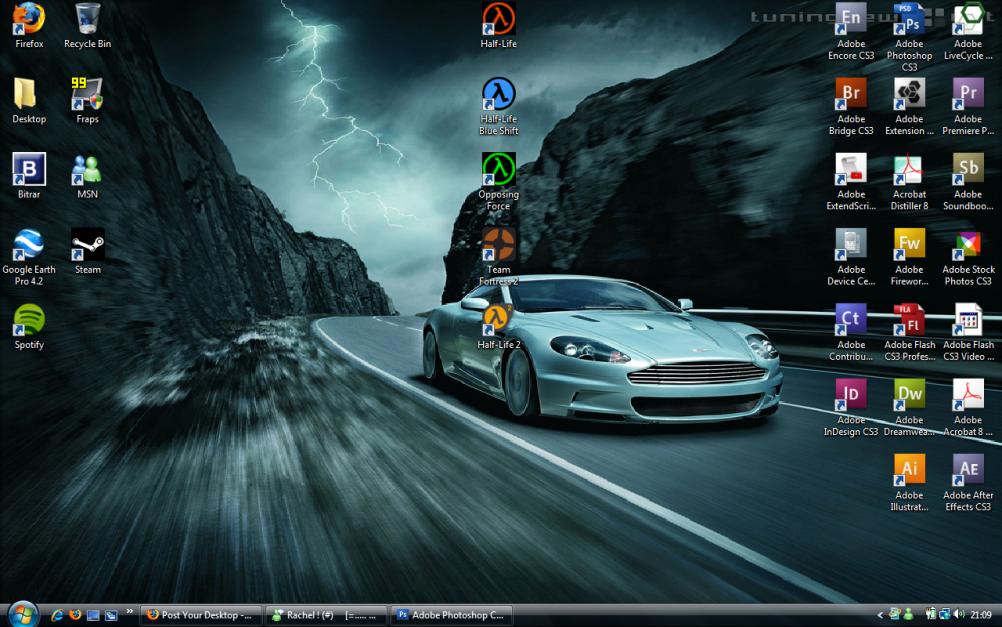 Firefox
Recycle Bin
Desktop
99
Fraps
B
Bitrar
MSN
Google Earth
Pro 4.2
Steam
Spotify
Half-Life
Half-Life
Blue Shift
Opposing
Force
Team
Fortress 2
2
Half-Life 2
En
Adobe
Encore CS3
PSD
Ps
Adobe
Photoshop
CS3
Adobe
LiveCycle ...
Br
Adobe
Bridge CS3
Adobe
Extension ...
Pr
Adobe
Premiere P...
Adobe
ExtendScri...
Acrobat
Distiller 8
Sb
Adobe
Soundboo...
Adobe
Device Ce...
Fw
Adobe
Firewor...
Adobe Stock
Photos CS3
Ct
Adobe
Contribu...
FLA
Fl
Adobe Flash
CS3 Profes...
Adobe Flash
CS3 Video ...
ID
Adobe
InDesign CS3
Dw
Adobe
Dreamwea...
Adobe
Acrobat 8 ...
Ai
Adobe
Illustrat...
AE
Adobe After
Effects CS3
»
Post Your Desktop -...
Rachel ! (#) [=..... ...
Ps
Adobe Photoshop C...
<
21:09